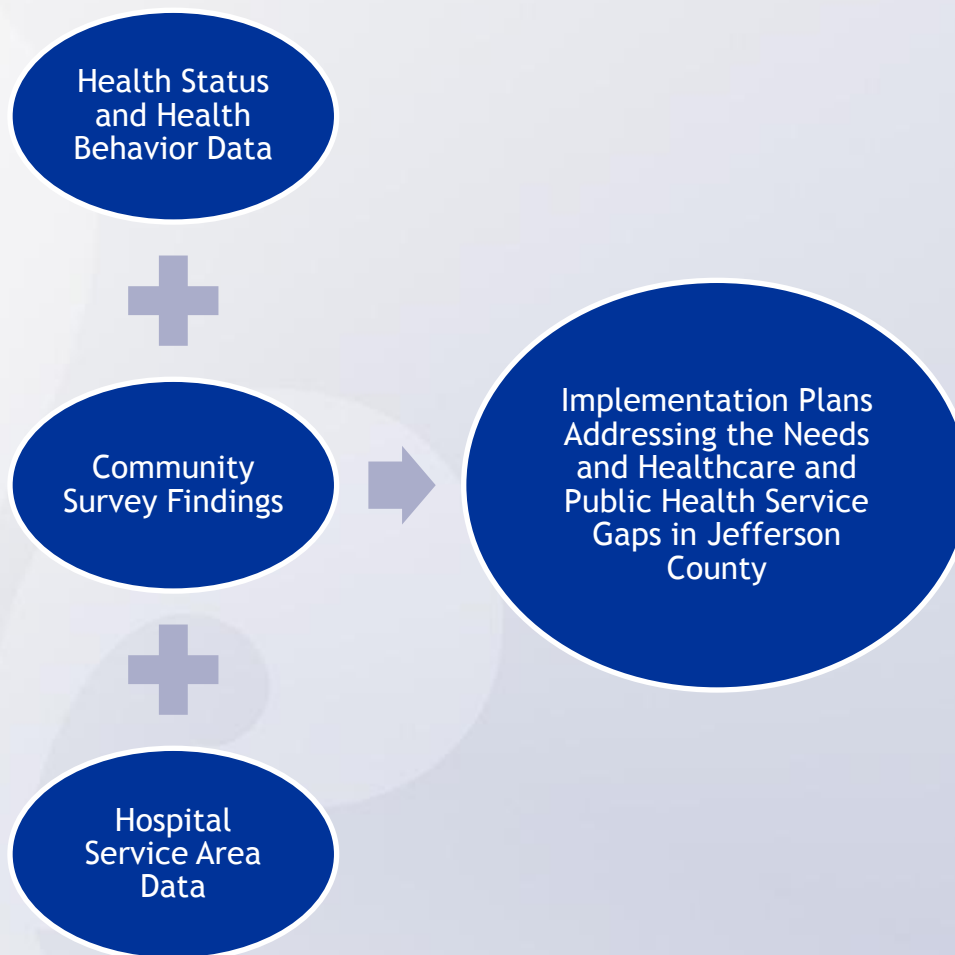 Health Status
and Health
Behavior Data
Community
Survey Findings
Hospital
Service Area
Data
Implementation Plans
Addressing the Needs
and Healthcare and
Public Health Service
Gaps in Jefferson
County